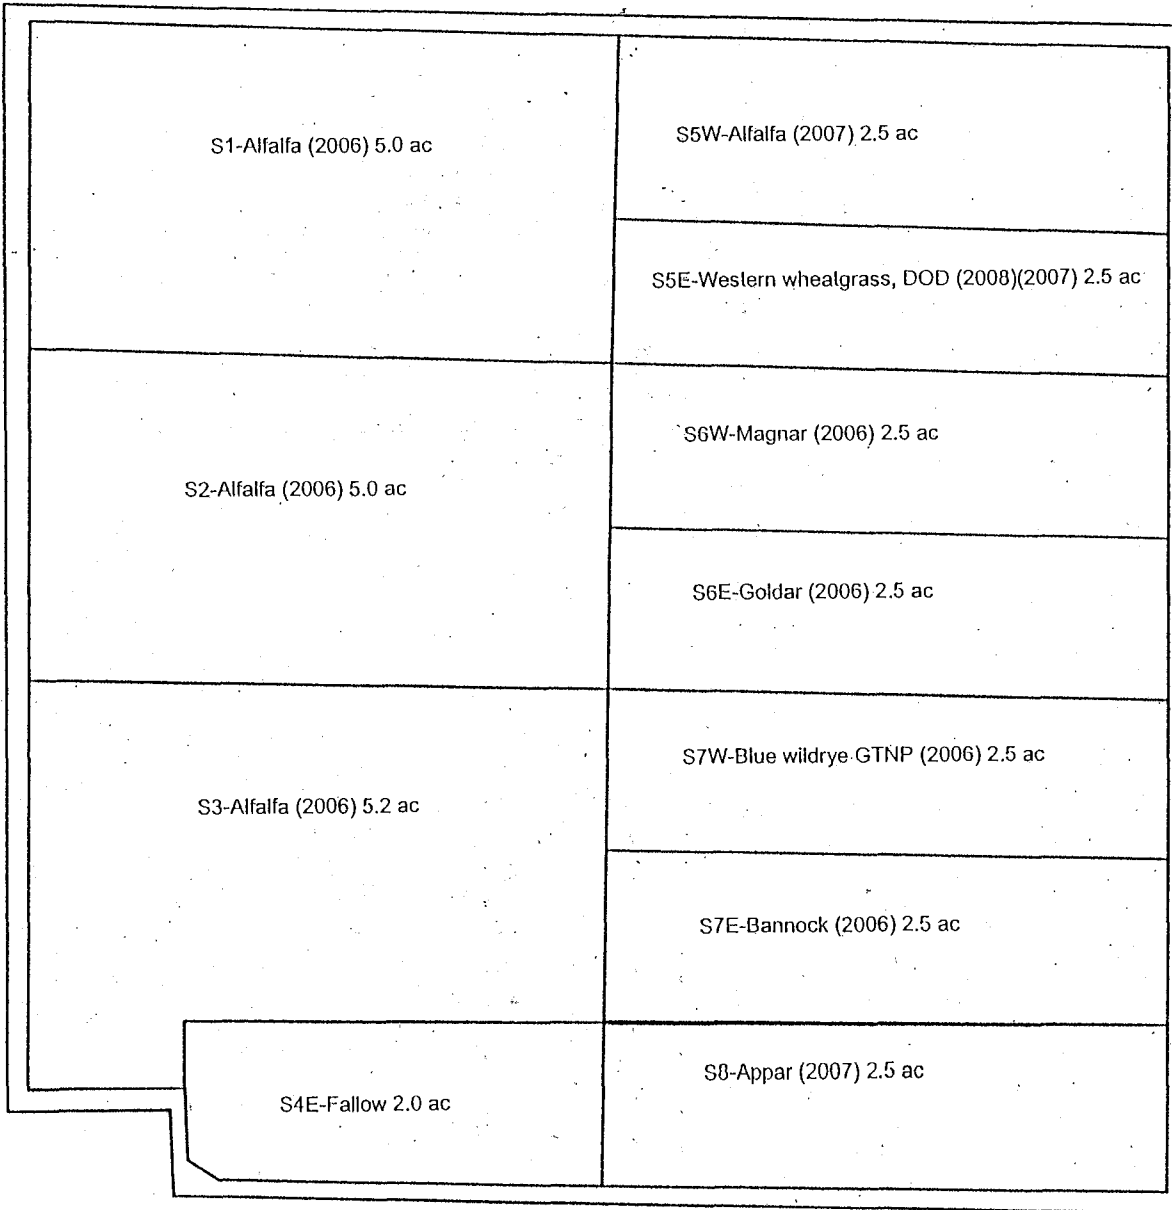 S1-Alfalfa (2006) 5.0 ac
S2-Alfalfa (2006) 5.0 ac
S3-Alfalfa (2006) 5.2 ac
S4E-Fallow 2.0 ac
S5W-Alfalfa (2007) 2.5 ac
S5E-Western wheatgrass, DOD (2008)(2007) 2.5 ac
S6W-Magnar (2006) 2.5 ac
S6E-Goldar (2006) 2.5 ac
S7W-Blue wildrye GTNP (2006) 2.5 ac
S7E-Bannock (2006) 2.5 ac
S8-Appar (2007) 2.5 ac